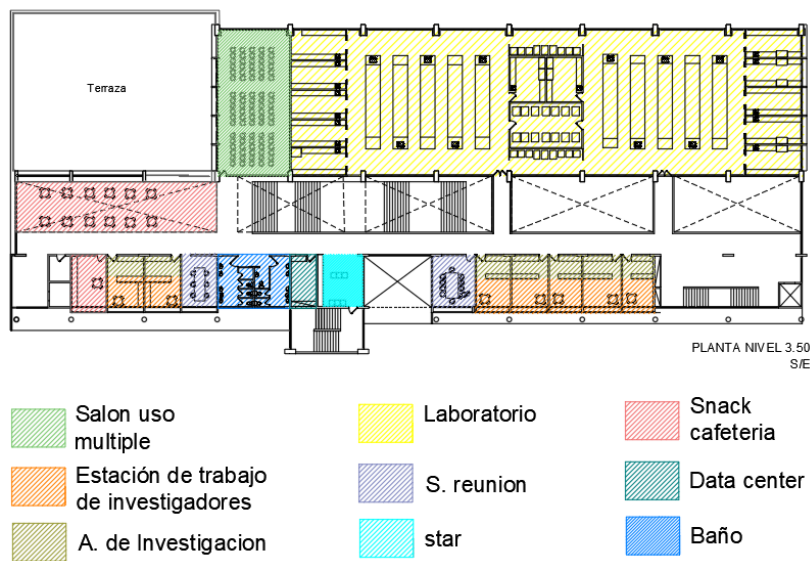 Terraza
PLANTA NIVEL 3.50
S/E
Salon uso
multiple
Laboratorio
Snack
cafeteria
Estación de trabajo
de investigadores
S. reunion
Data center
A. de Investigacion
star
Baño